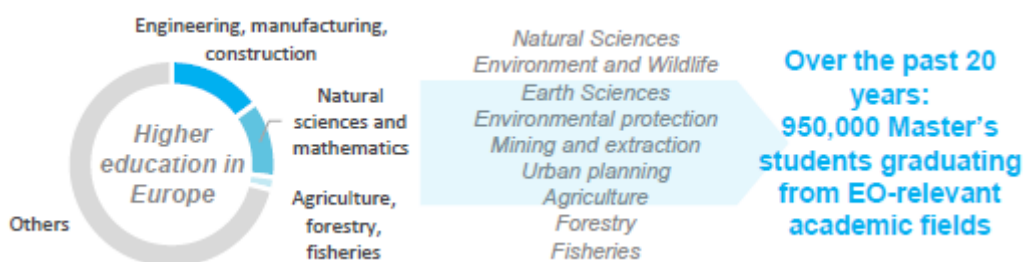 Engineering, manufacturing,
construction
Higher
education in
Europe
Natural
sciences and
mathematics
Agriculture,
forestry,
fisheries
Others
Natural Sciences
Environment and Wildlife
Earth Sciences
Environmental protection
Mining and extraction
Urban planning
Agriculture
Forestry
Fisheries
Over the past 20
years:
950,000 Master's
students graduating
from EO-relevant
academic fields